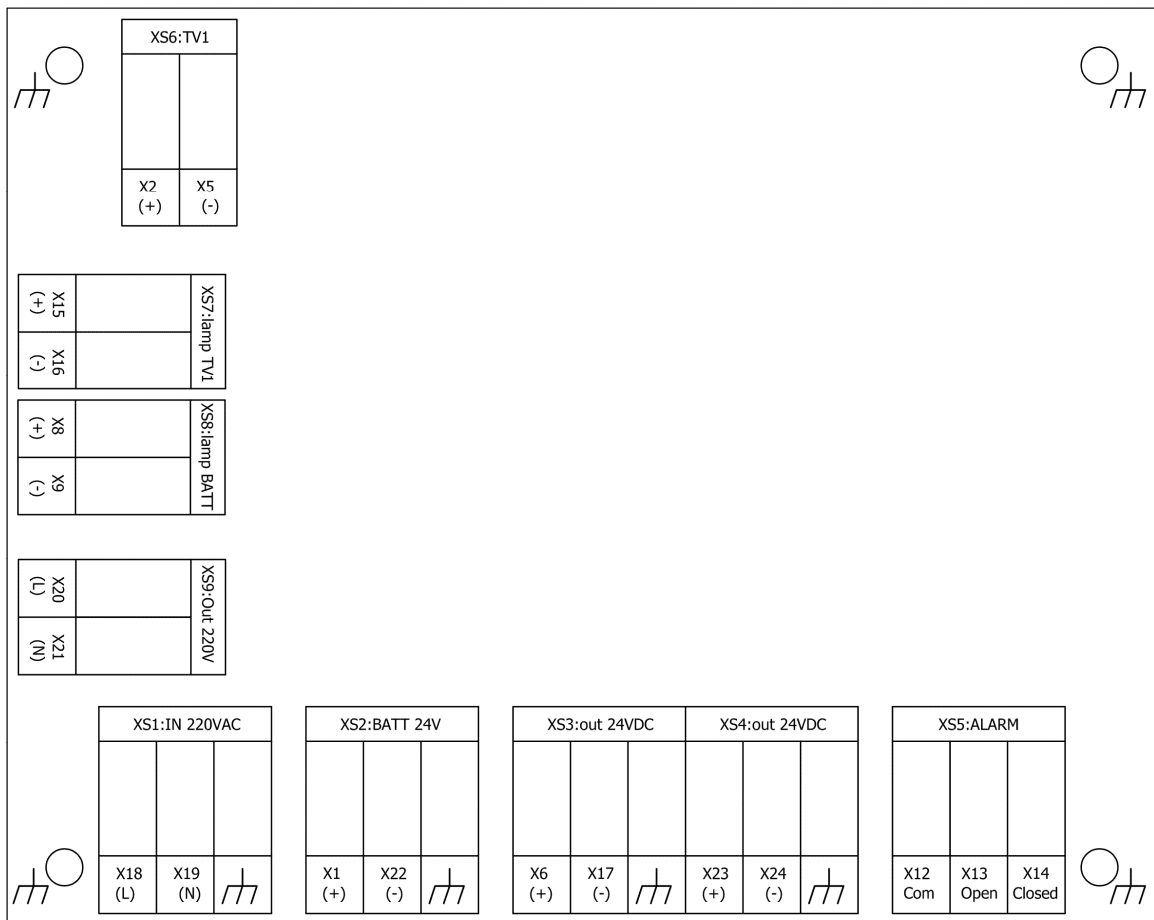 XS6:TV1
X2
(+)
X5
(-)
XS7:lamp TV1
X15
(+)
X16
(-)
XS8:lamp BATT
X8
(+)
X9
(-)
XS9:Out 220V
X20
(L)
X21
(N)
XS1:IN 220VAC
X18
(L)
X19
(N)
XS2:BATT 24V
X1
(+)
X22
(-)
XS3:out 24VDC
X6
(+)
X17
(-)
XS4:out 24VDC
X23
(+)
X24
(-)
XS5:ALARM
X12
Com
X13
Open
X14
Closed